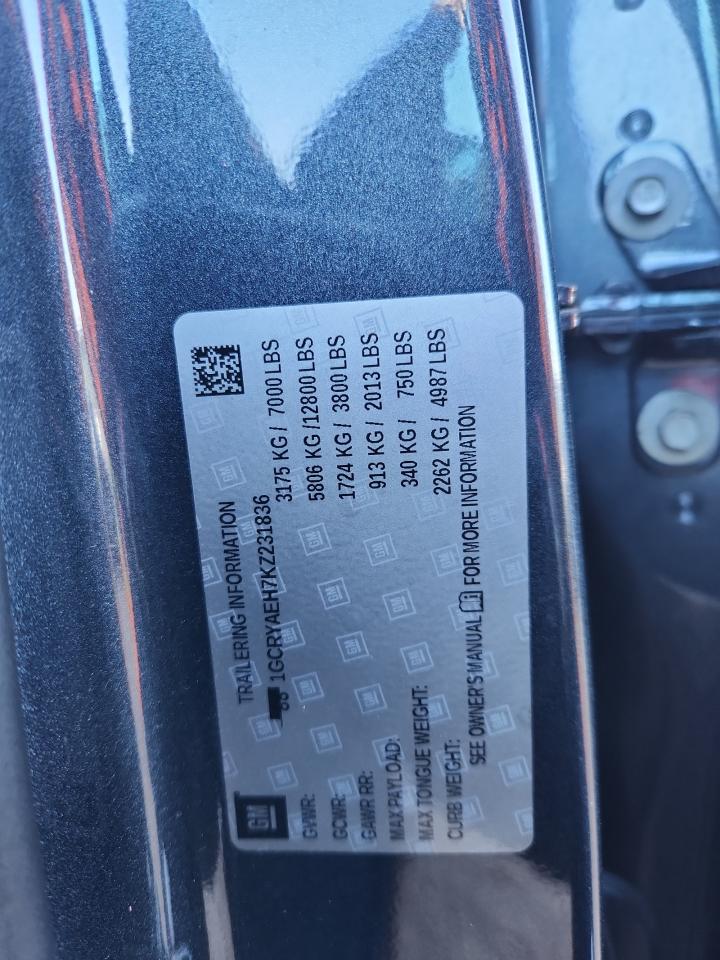 GM
TRAILERING INFORMATION
1GCRYAEH7KZ231836
GVWR: 3175 KG / 7000 LBS
GCWR: 5806 KG / 12800 LBS
GAWR RR: 1724 KG / 3800 LBS
MAX PAYLOAD: 913 KG / 2013 LBS
MAX TONGUE WEIGHT: 340 KG / 750 LBS
CURB WEIGHT: 2262 KG / 4987 LBS
SEE OWNER'S MANUAL FOR MORE INFORMATION